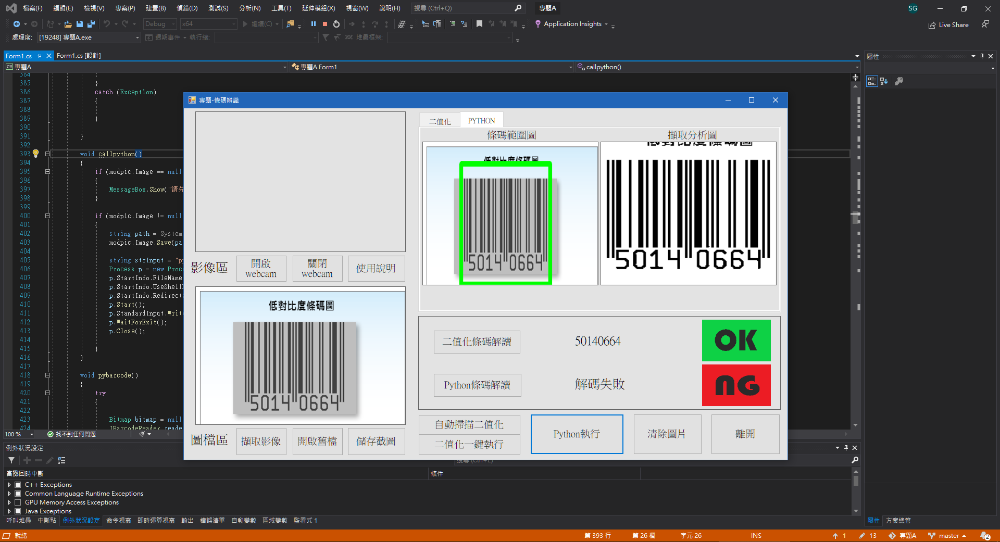 檔案(F) 編輯(E) 檢視(V) 專案(P) 建置(B) 偵錯(D) 測試(S) 分析(N) 工具(T) 延伸模組(X) 視窗(W) 說明(H) 搜尋 (Ctrl+Q) 專題A SG
Debug x64 繼續(C) Application Insights Live Share
處理序: [19248] 專題A.exe 週期事件 執行緒: 堆疊框架:
Form1.cs Form1.cs [設計]
專題A 專題A.Form1 callpython()
384
385 }
386 catch (Exception)
387 {
388
389 }
390
391 }
392
393 void callpython()
394 {
395 if (modpic.Image == null
396 {
397 MessageBox.Show("請先
398 }
399
400 if (modpic.Image != null
401 {
402 string path = System
403 modpic.Image.Save(pa
404
405 string strInput = "p
406 Process p = new Proc
407 p.StartInfo.FileName
408 p.StartInfo.UseShell
409 p.StartInfo.Redirect
410 p.Start();
411 p.StandardInput.Writ
412 p.WaitForExit();
413 p.Close();
414
415 }
416 }
417
418 void pybarcode()
419 {
420 try
421 {
422
423 Bitmap bitmap = null
424 IBarcodeReader reade
100 % 找不到任何問題
專題-條碼辨識
影像區
開啟
webcam
關閉
webcam
使用說明
低對比度條碼圖
5014 0664
圖檔區
擷取影像
開啟舊檔
儲存截圖
二值化 PYTHON
條碼範圍圖 擷取分析圖
低對比度條碼圖
5014 0664
低對比度條碼圖
5014 0664
二值化條碼解讀 50140664 OK
Python條碼解讀 解碼失敗 NG
自動掃描二值化
二值化一鍵執行
Python執行
清除圖片
離開
屬性
例外狀況設定
搜尋 (Ctrl+E)
當擲回時中斷 條件
C++ Exceptions
Common Language Runtime Exceptions
GPU Memory Access Exceptions
Java Exceptions
呼叫堆疊 中斷點 例外狀況設定 命令視窗 即時運算視窗 輸出 錯誤清單 自動變數 區域變數 監看式 1
屬性 方案總管
就緒 第 393 行 第 26 欄 字元 26 INS 1 13 專題A master 2